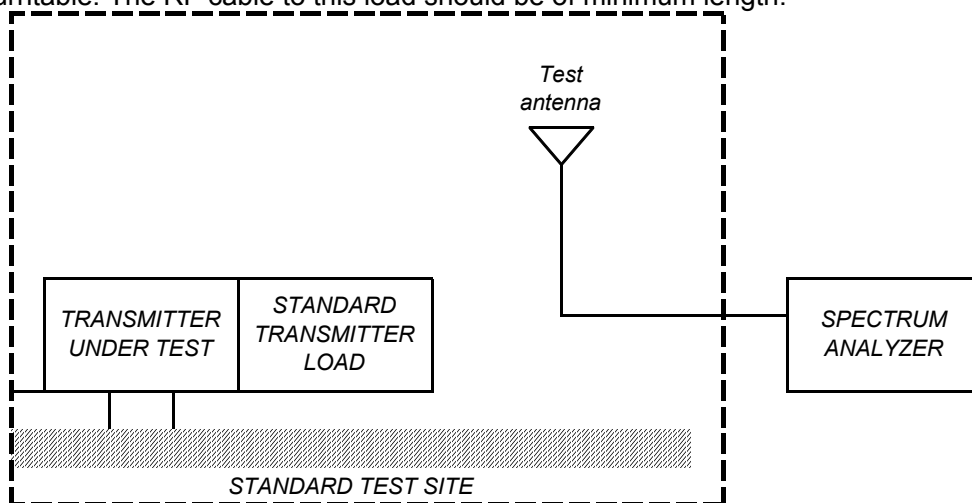 The RF cable to this load should be of minimum length.
Test
antenna
TRANSMITTER
UNDER TEST
STANDARD
TRANSMITTER
LOAD
SPECTRUM
ANALYZER
STANDARD TEST SITE